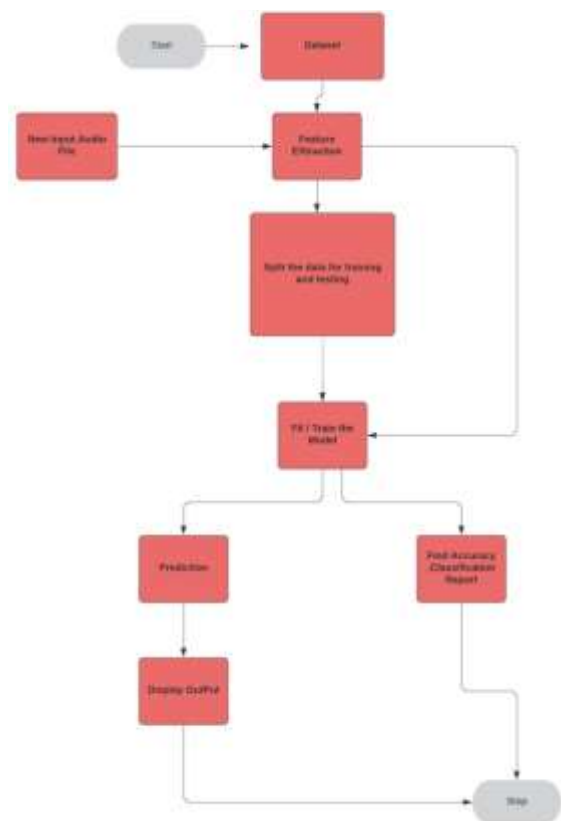 Start
Dataset
New Input Audio
File
Feature
Extraction
Split the data for training
and testing
Fit / Train the
Model
Prediction
Find Accuracy
Classification
Report
Display OutPut
Stop